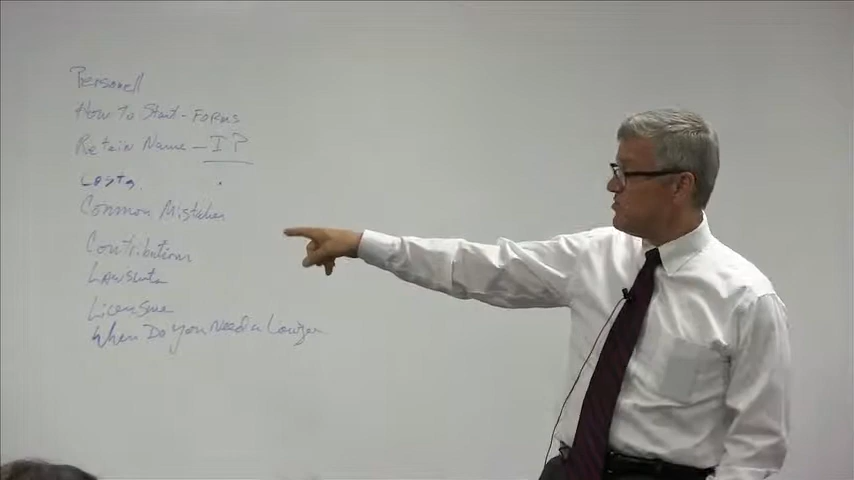 Personell
How To Start - Forms
Retain Name - IP
Costs
Common Mistakes
Contributions
Lawsuits
Licensure
When Do You Need a Lawyer